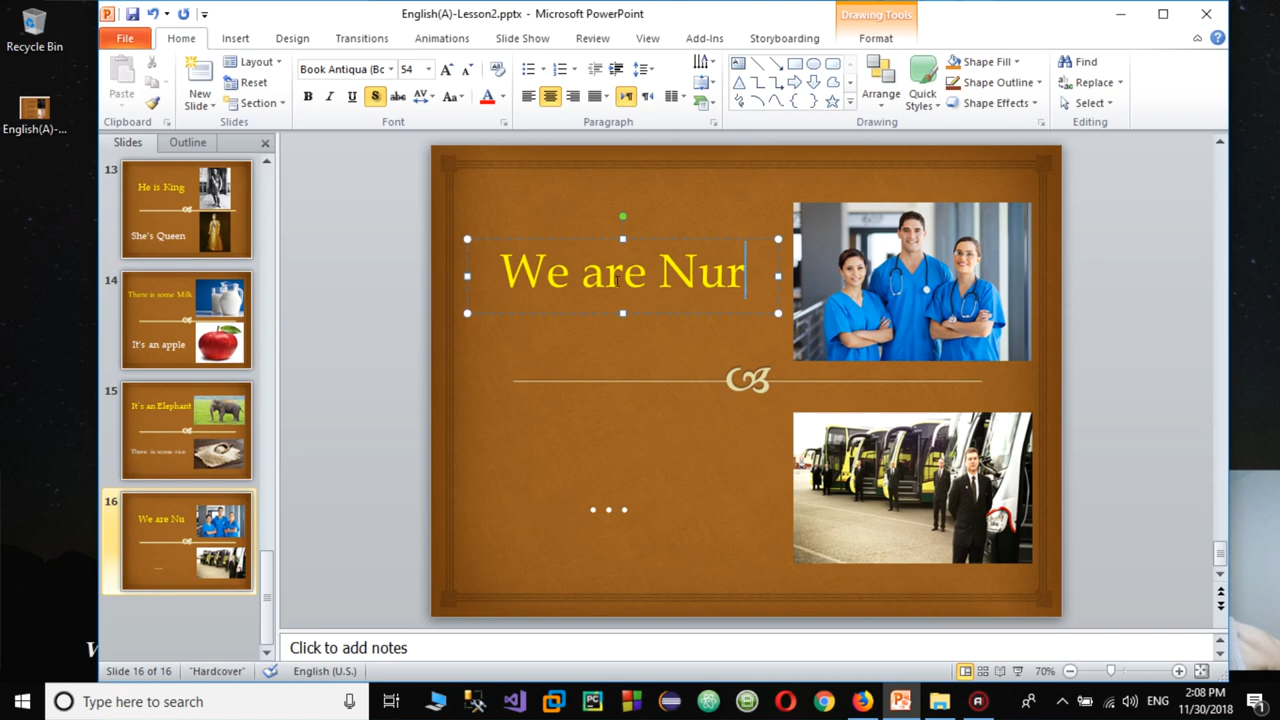 English(A)-Lesson2.pptx - Microsoft PowerPoint
Drawing Tools
File Home Insert Design Transitions Animations Slide Show Review View Add-Ins Storyboarding Format
Recycle Bin
English(A)-...
Paste
New Slide
Layout
Reset
Section
Book Antiqua (Bc 54
B I U S abc AV Aa A
Arrange
Quick Styles
Shape Fill
Shape Outline
Shape Effects
Find
Replace
Select
Clipboard Slides Font Paragraph Drawing Editing
Slides Outline
13
He is King
She's Queen
14
There is some Milk
It's an apple
15
It's an Elephant
There is some rice
16
We are Nu
...
We are Nur
...
Click to add notes
Slide 16 of 16 "Hardcover" English (U.S.) 70%
Type here to search
ENG
2:08 PM
11/30/2018